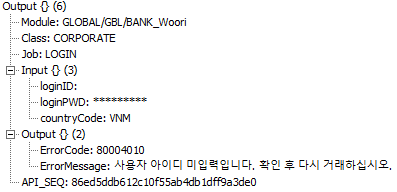 Output {} (6)
Module: GLOBAL/GBL/BANK_Woori
Class: CORPORATE
Job: LOGIN
Input {} (3)
loginID:
loginPWD: *********
countryCode: VNM
Output {} (2)
ErrorCode: 80004010
ErrorMessage: 사용자 아이디 미입력입니다. 확인 후 다시 거래하십시오.
API_SEQ: 86ed5ddb612c10f55ab4db1dff9a3de0